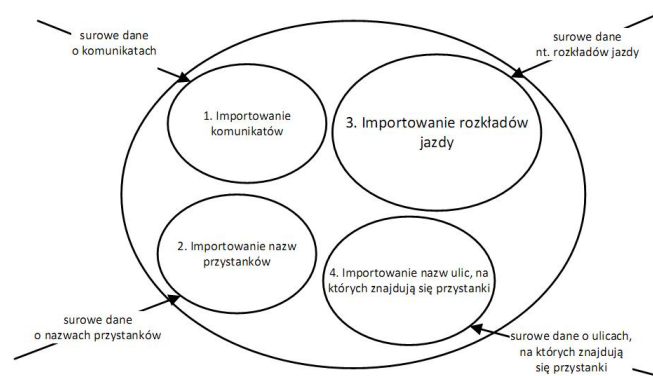 surowe dane
o komunikatach
surowe dane
nt. rozkładów jazdy
1. Importowanie
komunikatów
3. Importowanie rozkładów
jazdy
2. Importowanie nazw
przystanków
4. Importowanie nazw ulic, na
których znajdują się przystanki
surowe dane
o nazwach przystanków
surowe dane o ulicach,
na których znajdują
się przystanki